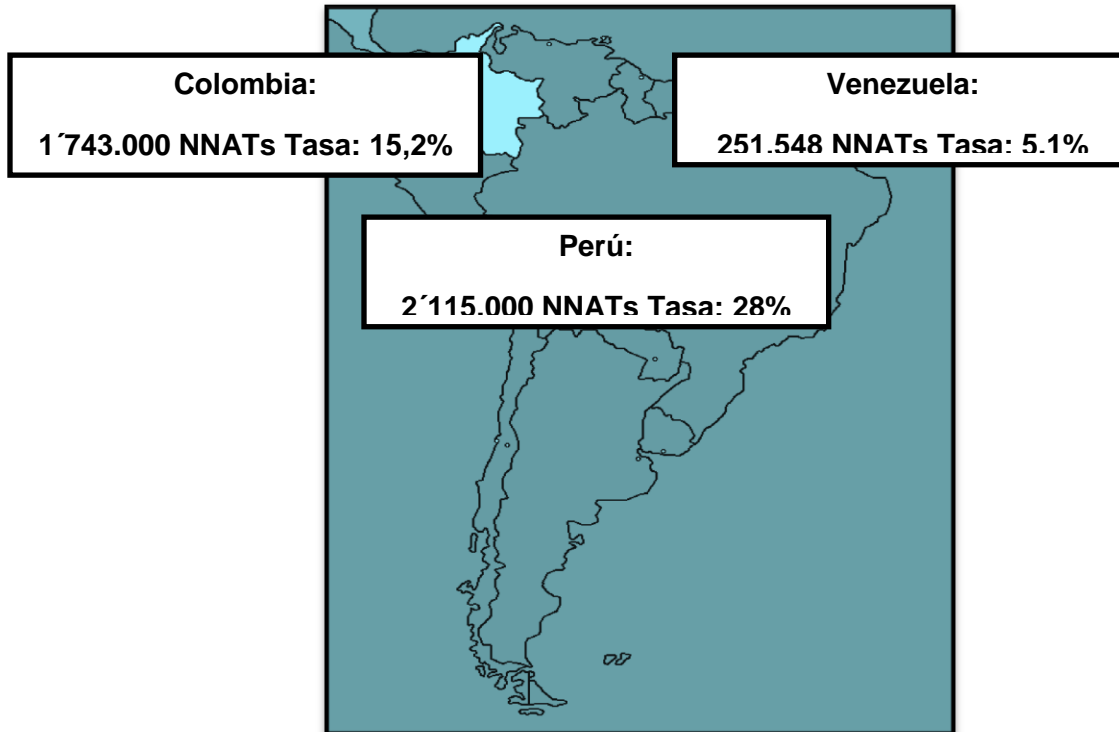 Colombia:
1´743.000 NNATs Tasa: 15,2%
Venezuela:
251.548 NNATs Tasa: 5.1%
Perú:
2´115.000 NNATs Tasa: 28%